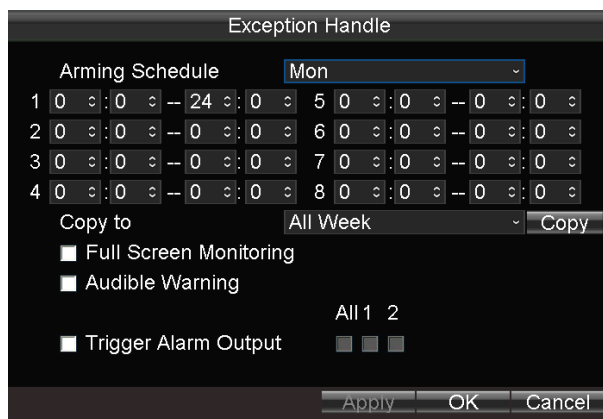 Exception Handle
Arming Schedule Mon
1 0 : 0 -- 24 : 0 5 0 : 0 -- 0 : 0
2 0 : 0 -- 0 : 0 6 0 : 0 -- 0 : 0
3 0 : 0 -- 0 : 0 7 0 : 0 -- 0 : 0
4 0 : 0 -- 0 : 0 8 0 : 0 -- 0 : 0
Copy to All Week Copy
Full Screen Monitoring
Audible Warning
All 1 2
Trigger Alarm Output
Apply OK Cancel